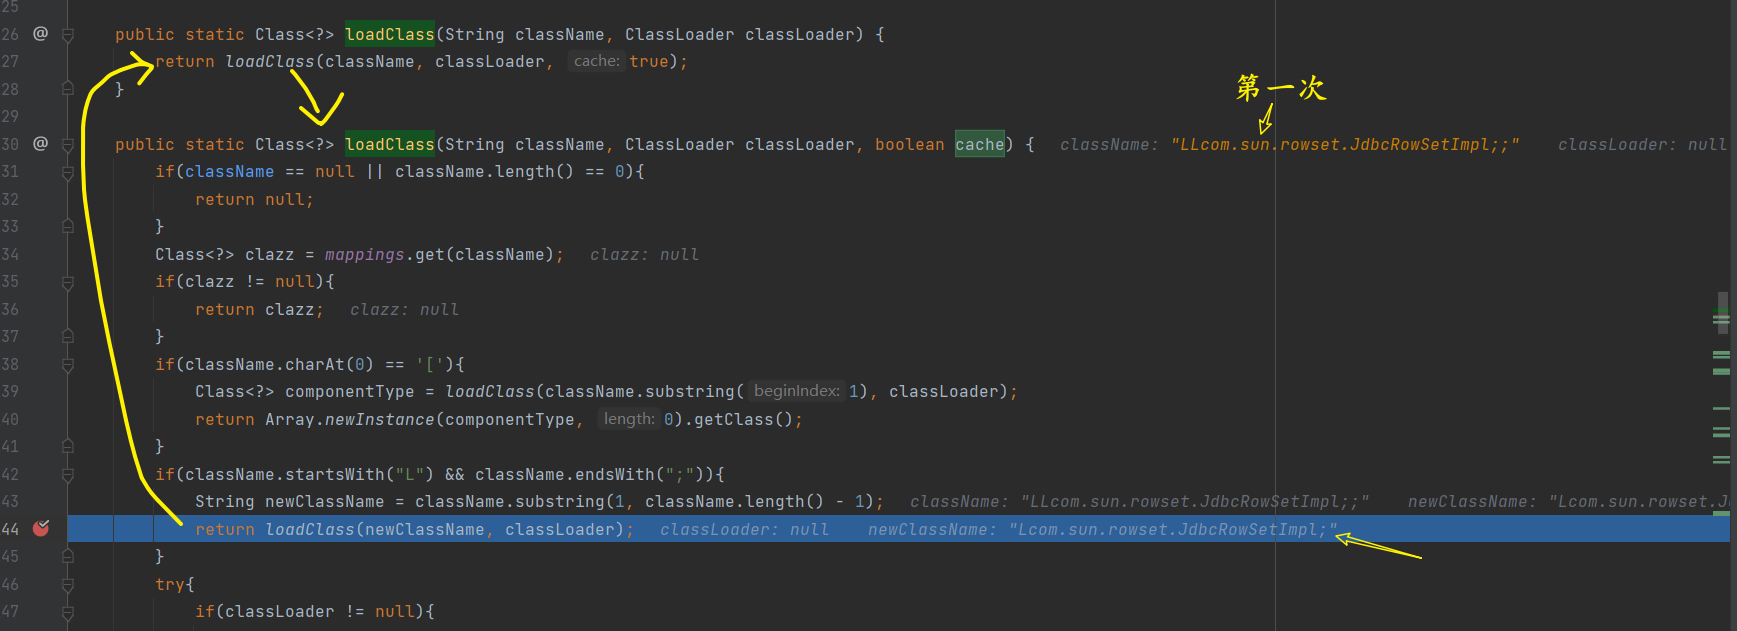 25
26 @ public static Class<?> loadClass(String className, ClassLoader classLoader) {
27 return loadClass(className, classLoader, cache: true);
28 }
29
第一次
30 @ public static Class<?> loadClass(String className, ClassLoader classLoader, boolean cache) { className: "LLcom.sun.rowset.JdbcRowSetImpl;;" classLoader: null
31 if(className == null || className.length() == 0){
32 return null;
33 }
34 Class<?> clazz = mappings.get(className); clazz: null
35 if(clazz != null){
36 return clazz; clazz: null
37 }
38 if(className.charAt(0) == '['){
39 Class<?> componentType = loadClass(className.substring( beginIndex: 1), classLoader);
40 return Array.newInstance(componentType, length: 0).getClass();
41 }
42 if(className.startsWith("L") && className.endsWith(";")){
43 String newClassName = className.substring(1, className.length() - 1); className: "LLcom.sun.rowset.JdbcRowSetImpl;;" newClassName: "Lcom.sun.rowset.J
44 return loadClass(newClassName, classLoader); classLoader: null newClassName: "Lcom.sun.rowset.JdbcRowSetImpl;"
45 }
46 try{
47 if(classLoader != null){